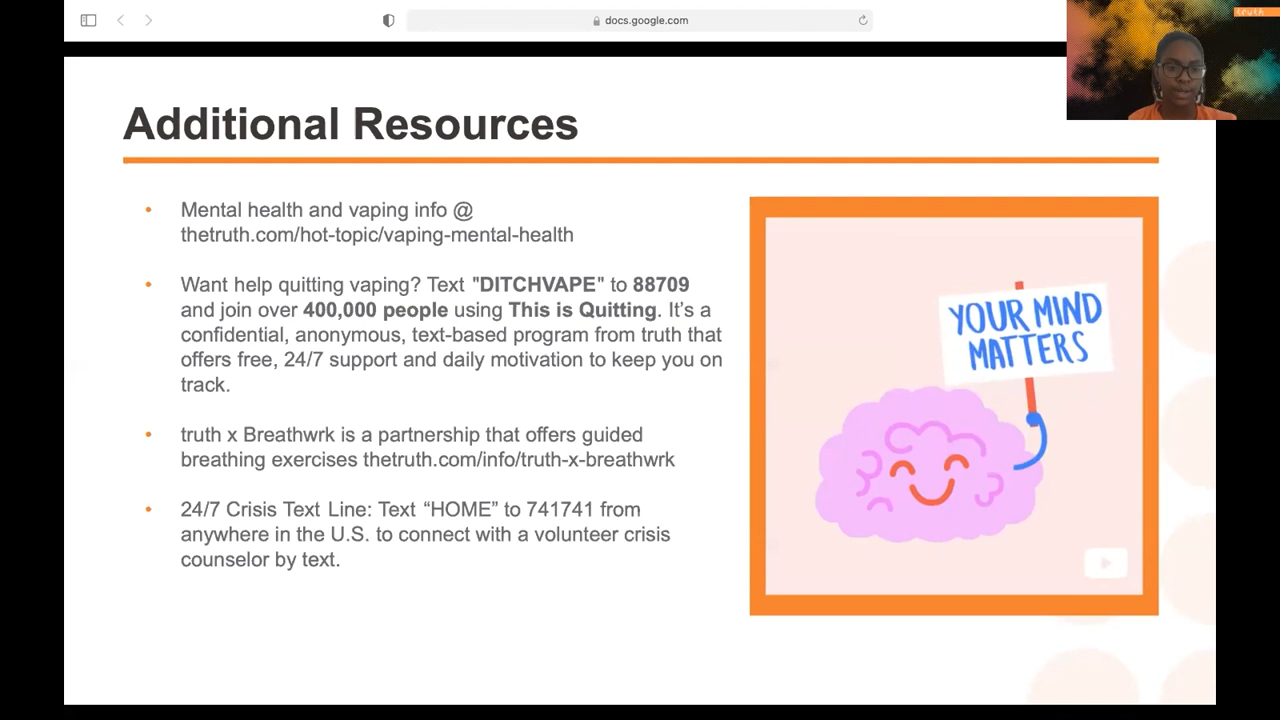 docs.google.com
truth
Additional Resources
• Mental health and vaping info @
thetruth.com/hot-topic/vaping-mental-health
• Want help quitting vaping? Text "DITCHVAPE" to 88709
and join over 400,000 people using This is Quitting. It’s a
confidential, anonymous, text-based program from truth that
offers free, 24/7 support and daily motivation to keep you on
track.
• truth x Breathwrk is a partnership that offers guided
breathing exercises thetruth.com/info/truth-x-breathwrk
• 24/7 Crisis Text Line: Text “HOME” to 741741 from
anywhere in the U.S. to connect with a volunteer crisis
counselor by text.
YOUR MIND
MATTERS